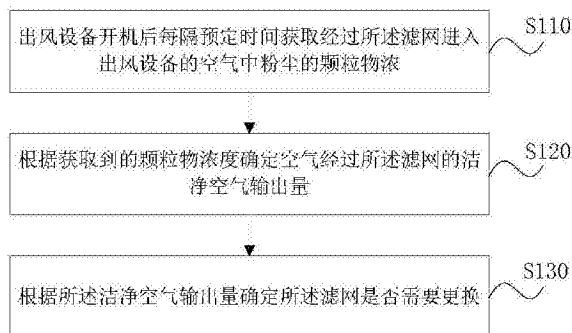 出风设备开机后每隔预定时间获取经过所述滤网进入
出风设备的空气中粉尘的颗粒物浓
S110
根据获取到的颗粒物浓度确定空气经过所述滤网的洁
净空气输出量
S120
根据所述洁净空气输出量确定所述滤网是否需要更换
S130